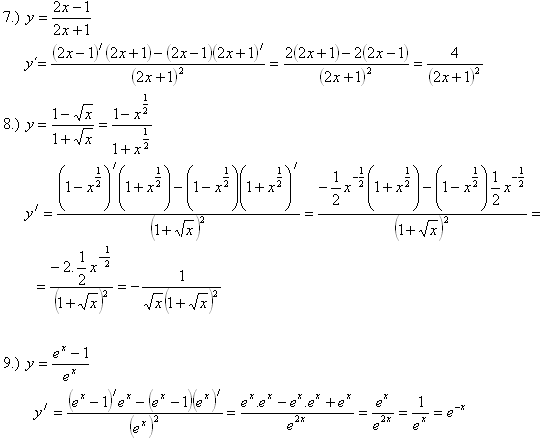 7.) y = (2x − 1)/(2x + 1)
y′ = ((2x − 1)′(2x + 1) − (2x − 1)(2x + 1)′)/(2x + 1)² = (2(2x + 1) − 2(2x − 1))/(2x + 1)² = 4/(2x + 1)²
8.) y = (1 − √x)/(1 + √x) = (1 − x^(1/2))/(1 + x^(1/2))
y′ = ((1 − x^(1/2))′(1 + x^(1/2)) − (1 − x^(1/2))(1 + x^(1/2))′)/(1 + √x)² = (−1/2 x^(−1/2)(1 + x^(1/2)) − (1 − x^(1/2)) 1/2 x^(−1/2))/(1 + √x)² =
= (−2.1/2 x^(−1/2))/(1 + √x)² = −1/(√x(1 + √x)²)
9.) y = (e^x − 1)/e^x
y′ = ((e^x − 1)′e^x − (e^x − 1)(e^x)′)/(e^x)² = (e^x.e^x − e^x.e^x + e^x)/e^(2x) = e^x/e^(2x) = 1/e^x = e^(−x)